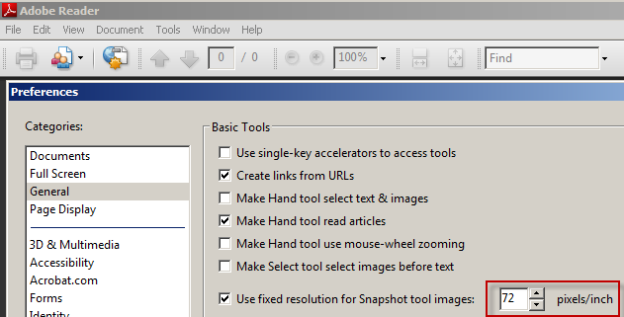 Adobe Reader
File Edit View Document Tools Window Help
0 / 0 100% Find
Preferences
Categories:
Documents
Full Screen
General
Page Display
3D & Multimedia
Accessibility
Acrobat.com
Forms
Identity
Basic Tools
Use single-key accelerators to access tools
Create links from URLs
Make Hand tool select text & images
Make Hand tool read articles
Make Hand tool use mouse-wheel zooming
Make Select tool select images before text
Use fixed resolution for Snapshot tool images: 72 pixels/inch